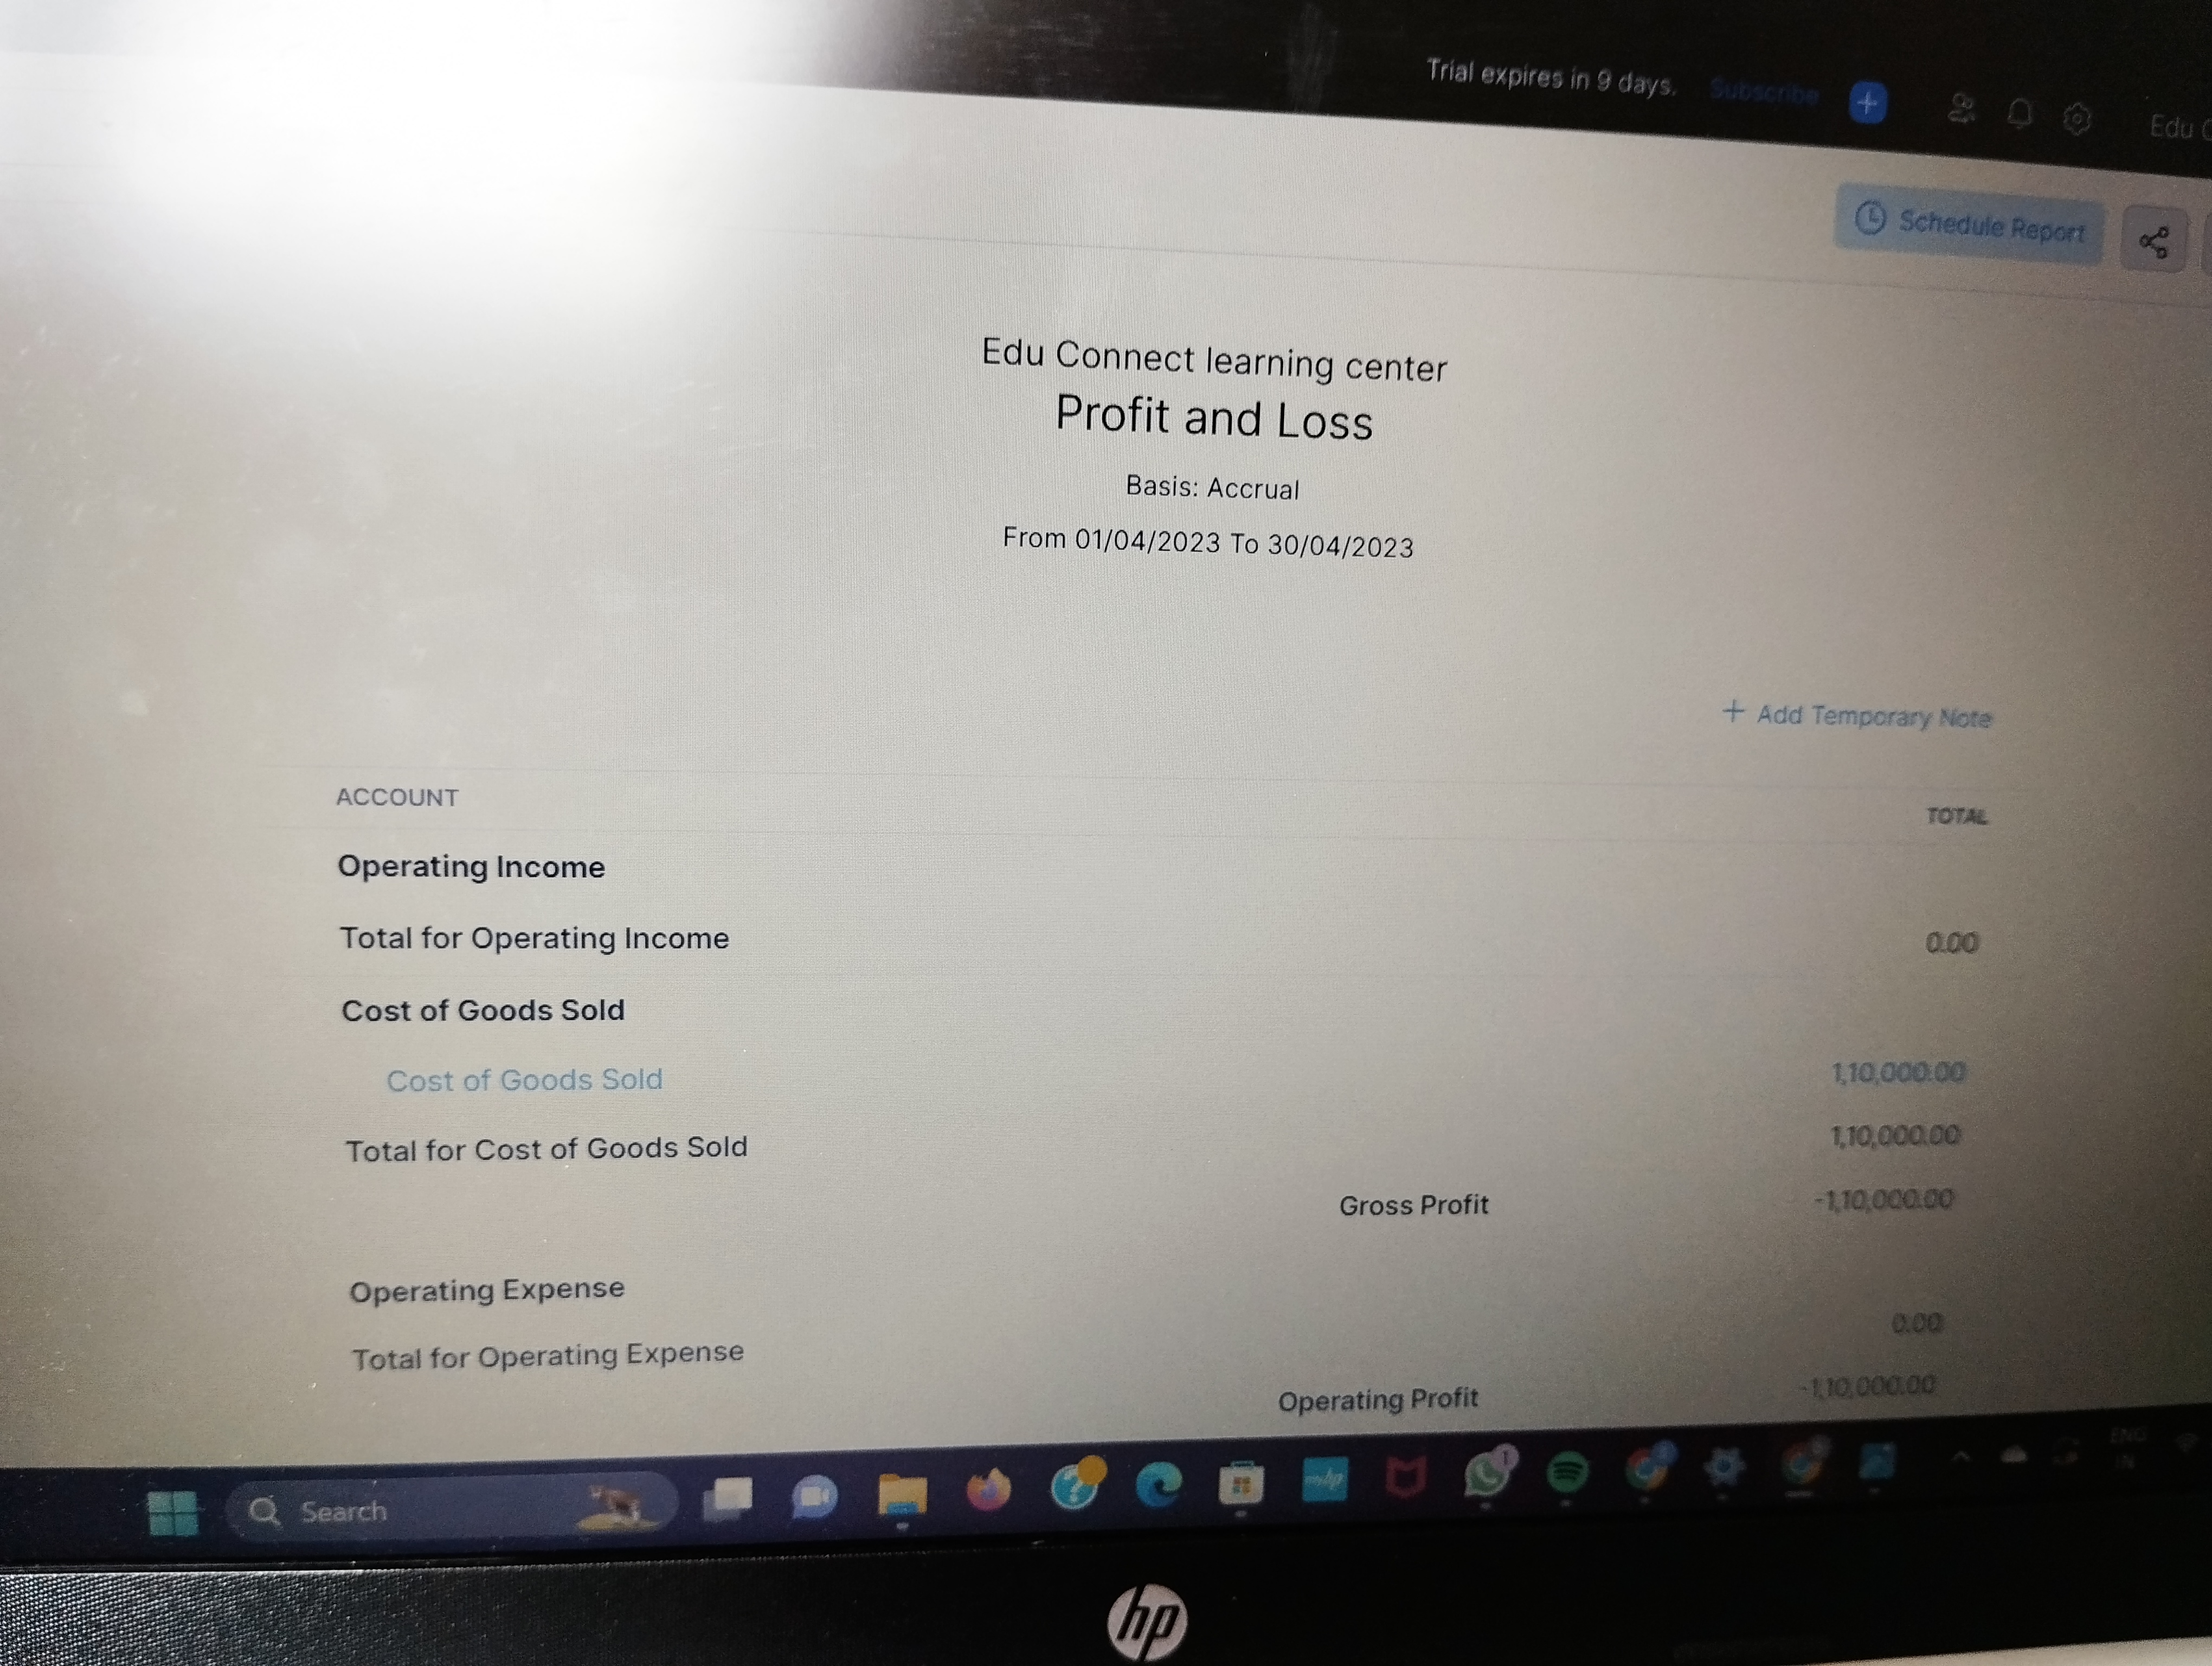 Trial expires in 9 days. Subscribe
Edu
Schedule Report
Edu Connect learning center
Profit and Loss
Basis: Accrual
From 01/04/2023 To 30/04/2023
+ Add Temporary Note
ACCOUNT TOTAL
Operating Income
Total for Operating Income 0.00
Cost of Goods Sold
Cost of Goods Sold 1,10,000.00
Total for Cost of Goods Sold 1,10,000.00
Gross Profit -1,10,000.00
Operating Expense
Total for Operating Expense 0.00
Operating Profit -1,10,000.00
Search
hp
1
ENG
IN
hp